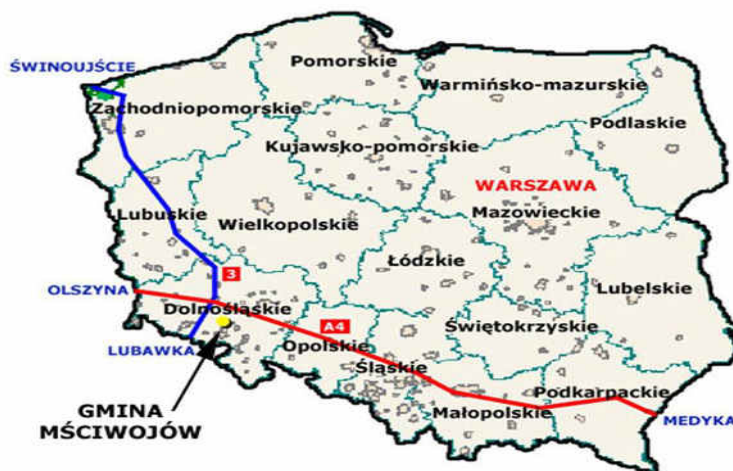 Pomorskie
ŚWINOUJŚCIE
Warmińsko-mazurskie
Zachodniopomorskie
Podlaskie
Kujawsko-pomorskie
WARSZAWA
Mazowieckie
Lubuskie
Wielkopolskie
Łódzkie
3
OLSZYNA
Lubelskie
Dolnośląskie
A4
Świętokrzyskie
LUBAWKA
Opolskie
Śląskie
Podkarpackie
Małopolskie
MEDYKA
GMINA
MŚCIWOJÓW